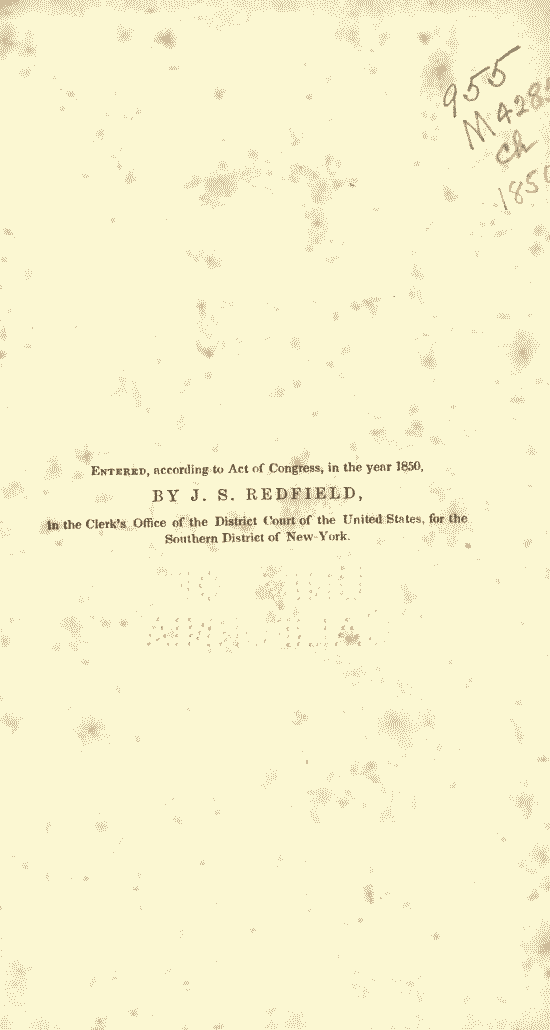 955
M428
ch
1850
ENTERED, according to Act of Congress, in the year 1850,
BY J. S. REDFIELD,
In the Clerk's Office of the District Court of the United States, for the
Southern District of New-York.